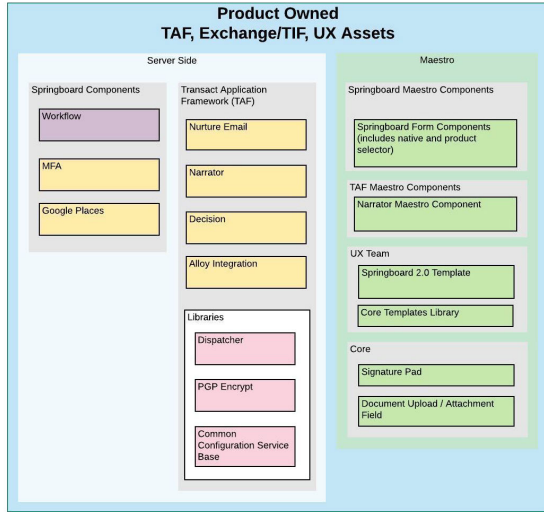 Product Owned
TAF, Exchange/TIF, UX Assets
Server Side
Springboard Components
Workflow
MFA
Google Places
Transact Application
Framework (TAF)
Nurture Email
Narrator
Decision
Alloy Integration
Libraries
Dispatcher
PGP Encrypt
Common
Configuration Service
Base
Maestro
Springboard Maestro Components
Springboard Form Components
(includes native and product
selector)
TAF Maestro Components
Narrator Maestro Component
UX Team
Springboard 2.0 Template
Core Templates Library
Core
Signature Pad
Document Upload / Attachment
Field